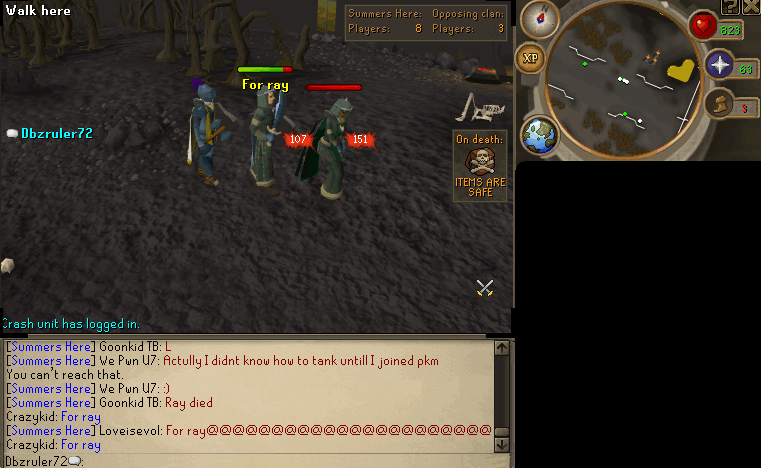 Walk here
Summers Here: Opposing clan:
Players: 8 Players: 3
823
XP
63
3
For ray
107
151
Dbzruler72
On death:
ITEMS ARE
SAFE
Crash unit has logged in.
[Summers Here] Goonkid TB: L
[Summers Here] We Pwn U7: Actully I didnt know how to tank untill I joined pkm
You can't reach that.
[Summers Here] We Pwn U7: :)
[Summers Here] Goonkid TB: Ray died
Crazykid: For ray
[Summers Here] Loveisevol: For ray@@@@@@@@@@@@@@@@@@@@@@
Crazykid: For ray
Dbzruler72: